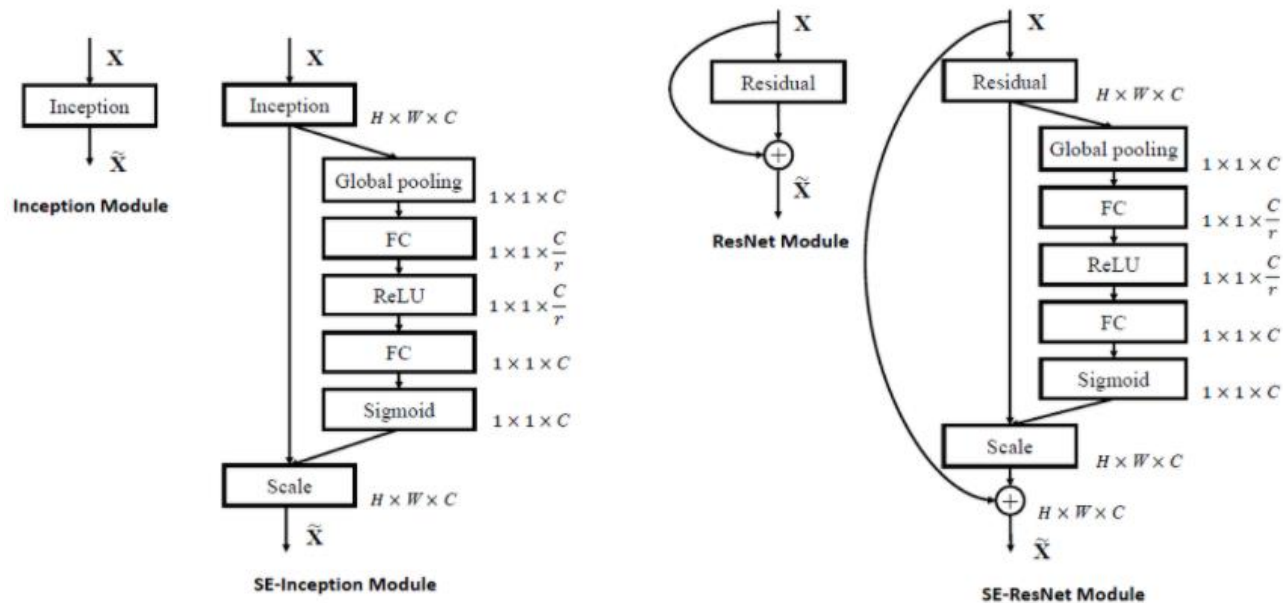 X
Inception
X̃
Inception Module
X
Inception
H × W × C
Global pooling
1 × 1 × C
FC
1 × 1 × C/r
ReLU
1 × 1 × C/r
FC
1 × 1 × C
Sigmoid
1 × 1 × C
Scale
H × W × C
X̃
SE-Inception Module
X
Residual
+
X̃
ResNet Module
X
Residual
H × W × C
Global pooling
1 × 1 × C
FC
1 × 1 × C/r
ReLU
1 × 1 × C/r
FC
1 × 1 × C
Sigmoid
1 × 1 × C
Scale
H × W × C
+
H × W × C
X̃
SE-ResNet Module